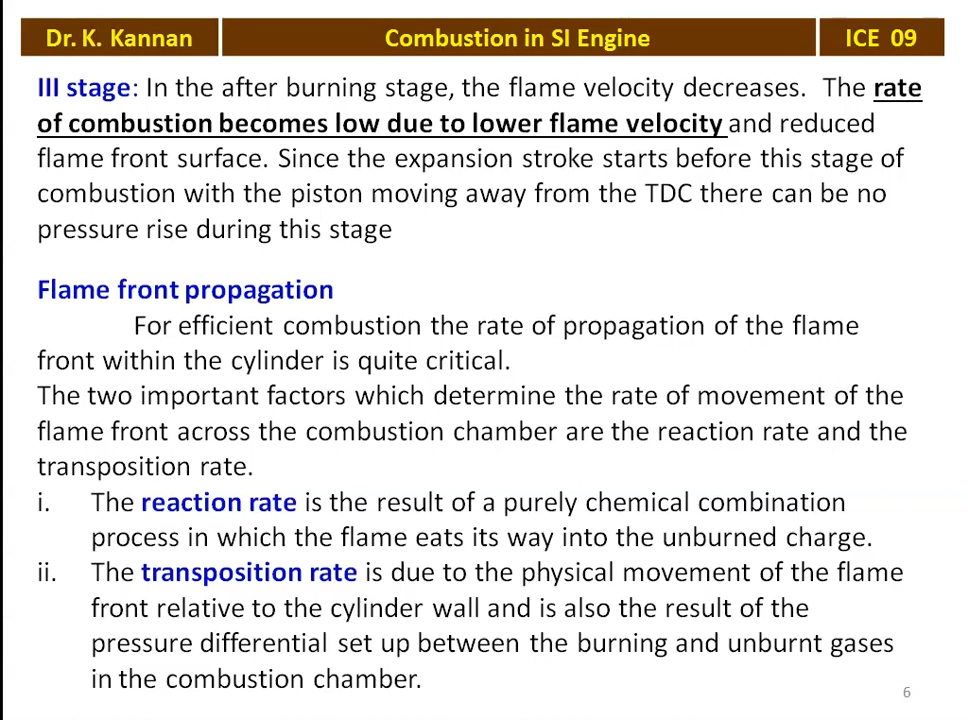 Dr. K. Kannan
Combustion in SI Engine
ICE 09
III stage: In the after burning stage, the flame velocity decreases. The rate
of combustion becomes low due to lower flame velocity and reduced
flame front surface. Since the expansion stroke starts before this stage of
combustion with the piston moving away from the TDC there can be no
pressure rise during this stage
Flame front propagation
For efficient combustion the rate of propagation of the flame
front within the cylinder is quite critical.
The two important factors which determine the rate of movement of the
flame front across the combustion chamber are the reaction rate and the
transposition rate.
i. The reaction rate is the result of a purely chemical combination
process in which the flame eats its way into the unburned charge.
ii. The transposition rate is due to the physical movement of the flame
front relative to the cylinder wall and is also the result of the
pressure differential set up between the burning and unburnt gases
in the combustion chamber.
6